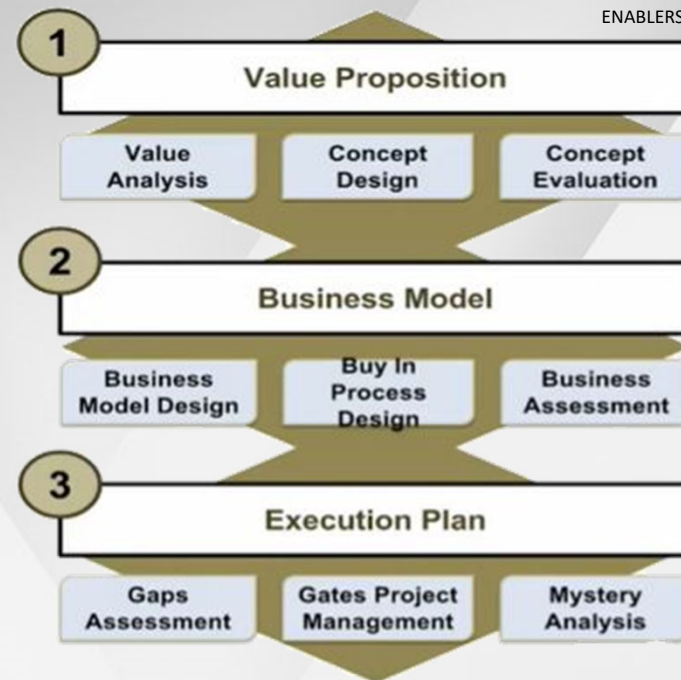 ENABLERS
1
Value Proposition
Value
Analysis
Concept
Design
Concept
Evaluation
2
Business Model
Business
Model Design
Buy In
Process
Design
Business
Assessment
3
Execution Plan
Gaps
Assessment
Gates Project
Management
Mystery
Analysis